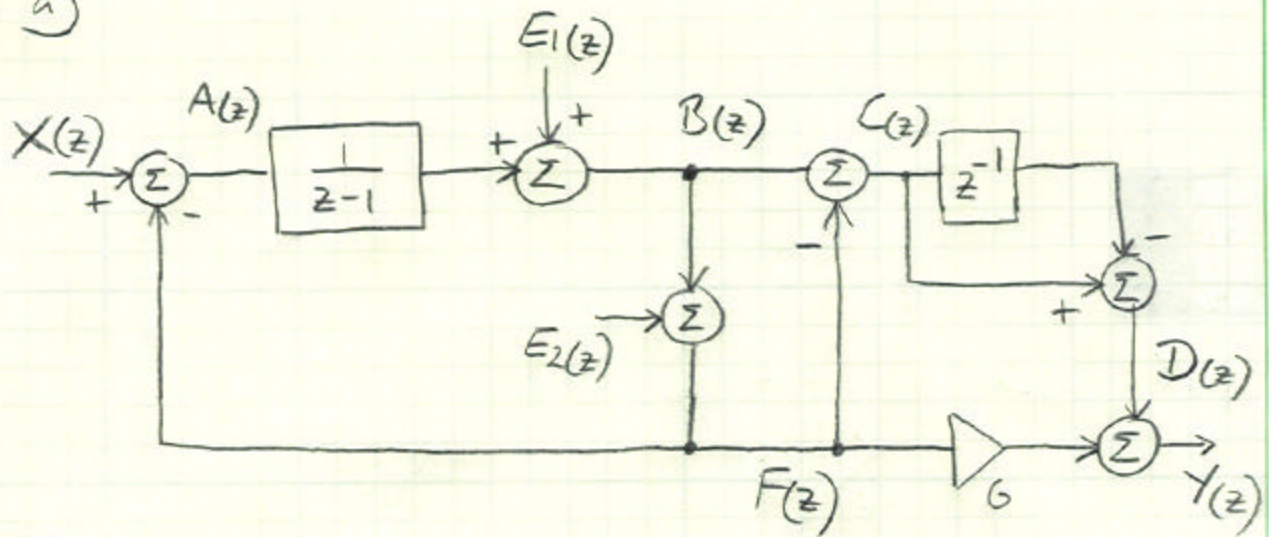 a)
E1(z)
A(z)
X(z)
+
Σ
-
1
z-1
+
+
Σ
B(z)
Σ
-
C(z)
z-1
-
+
Σ
E2(z)
Σ
D(z)
F(z)
G
Σ
Y(z)